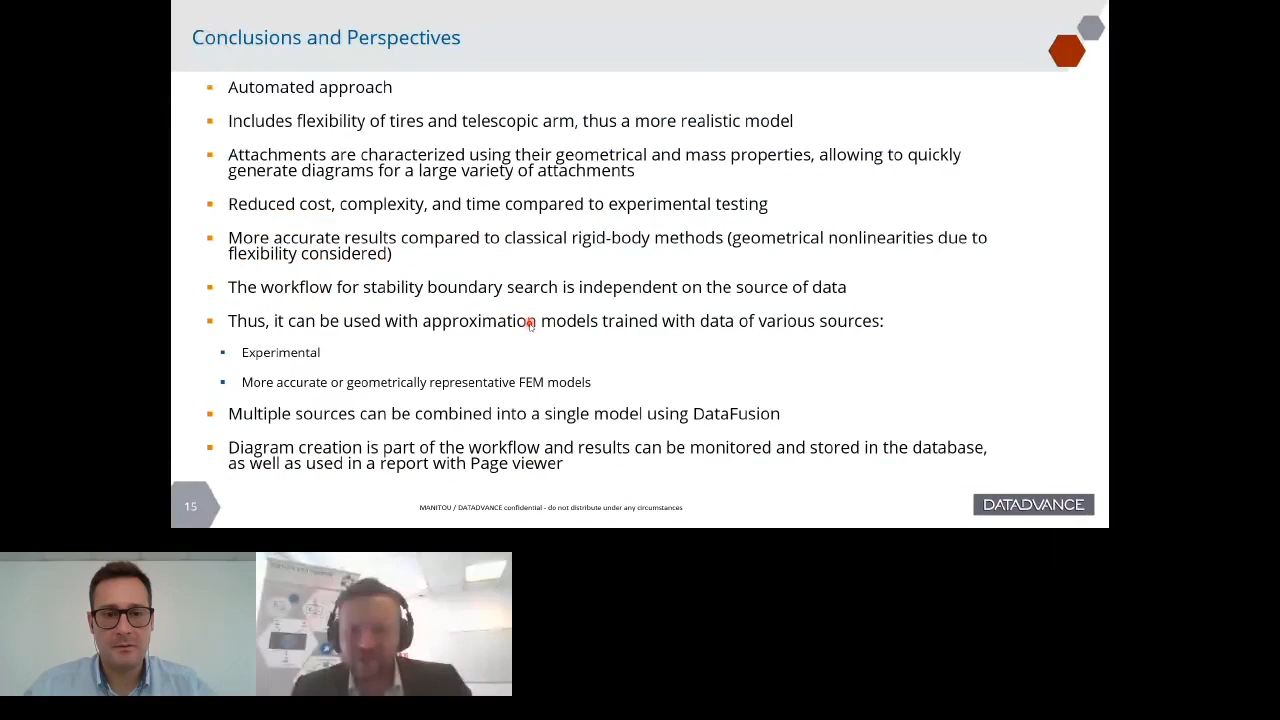 Conclusions and Perspectives
Automated approach
Includes flexibility of tires and telescopic arm, thus a more realistic model
Attachments are characterized using their geometrical and mass properties, allowing to quickly
generate diagrams for a large variety of attachments
Reduced cost, complexity, and time compared to experimental testing
More accurate results compared to classical rigid-body methods (geometrical nonlinearities due to
flexibility considered)
The workflow for stability boundary search is independent on the source of data
Thus, it can be used with approximation models trained with data of various sources:
Experimental
More accurate or geometrically representative FEM models
Multiple sources can be combined into a single model using DataFusion
Diagram creation is part of the workflow and results can be monitored and stored in the database,
as well as used in a report with Page viewer
15
MANITOU / DATADVANCE confidential - do not distribute under any circumstances
DATADVANCE